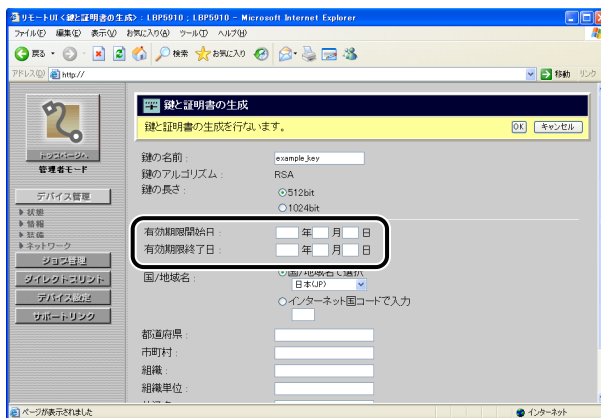 リモートUI <鍵と証明書の生成> : LBP5910 ; LBP5910 - Microsoft Internet Explorer
ファイル(F) 編集(E) 表示(V) お気に入り(A) ツール(T) ヘルプ(H)
戻る 検索 お気に入り
アドレス(D) http:// 移動 リンク
トップページへ
管理者モード
デバイス管理
状態
情報
装備
ネットワーク
ジョブ管理
ダイレクトプリント
デバイス設定
サポートリンク
鍵と証明書の生成
鍵と証明書の生成を行ないます。 OK キャンセル
鍵の名前 : example_key
鍵のアルゴリズム : RSA
鍵の長さ : 512bit
1024bit
有効期限開始日 : 年 月 日
有効期限終了日 : 年 月 日
国/地域名 : 国/地域名で選択
日本(JP)
インターネット国コードで入力
都道府県 :
市町村 :
組織 :
組織単位 :
ページが表示されました インターネット